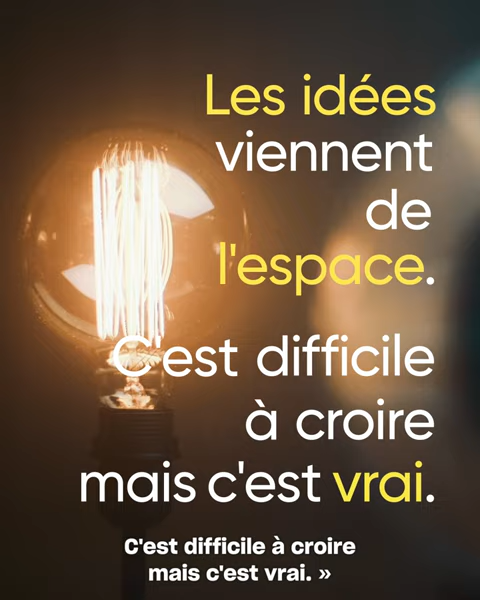 Les idées
viennent
de
l'espace.
C'est difficile
à croire
mais c'est vrai.
C'est difficile à croire
mais c'est vrai. »